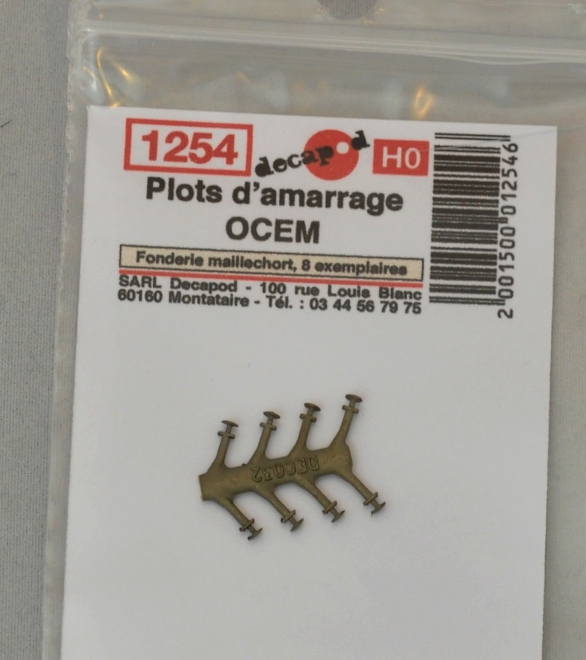 1254 decapod H0
Plots d'amarrage
OCEM
Fonderie maillechort, 8 exemplaires
SARL Decapod - 100 rue Louis Blanc
60160 Montataire - Tél. : 03 44 56 79 75
2 001500 012546